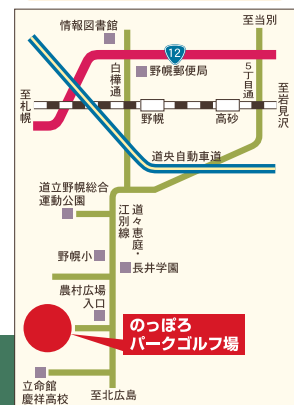 情報図書館
至当別
12
白樺通
野幌郵便局
5丁目通
至札幌
野幌
高砂
至岩見沢
道央自動車道
道立野幌総合
運動公園
道々恵庭・
江別線
野幌小
長井学園
農村広場
入口
のっぽろ
パークゴルフ場
立命館
慶祥高校
至北広島